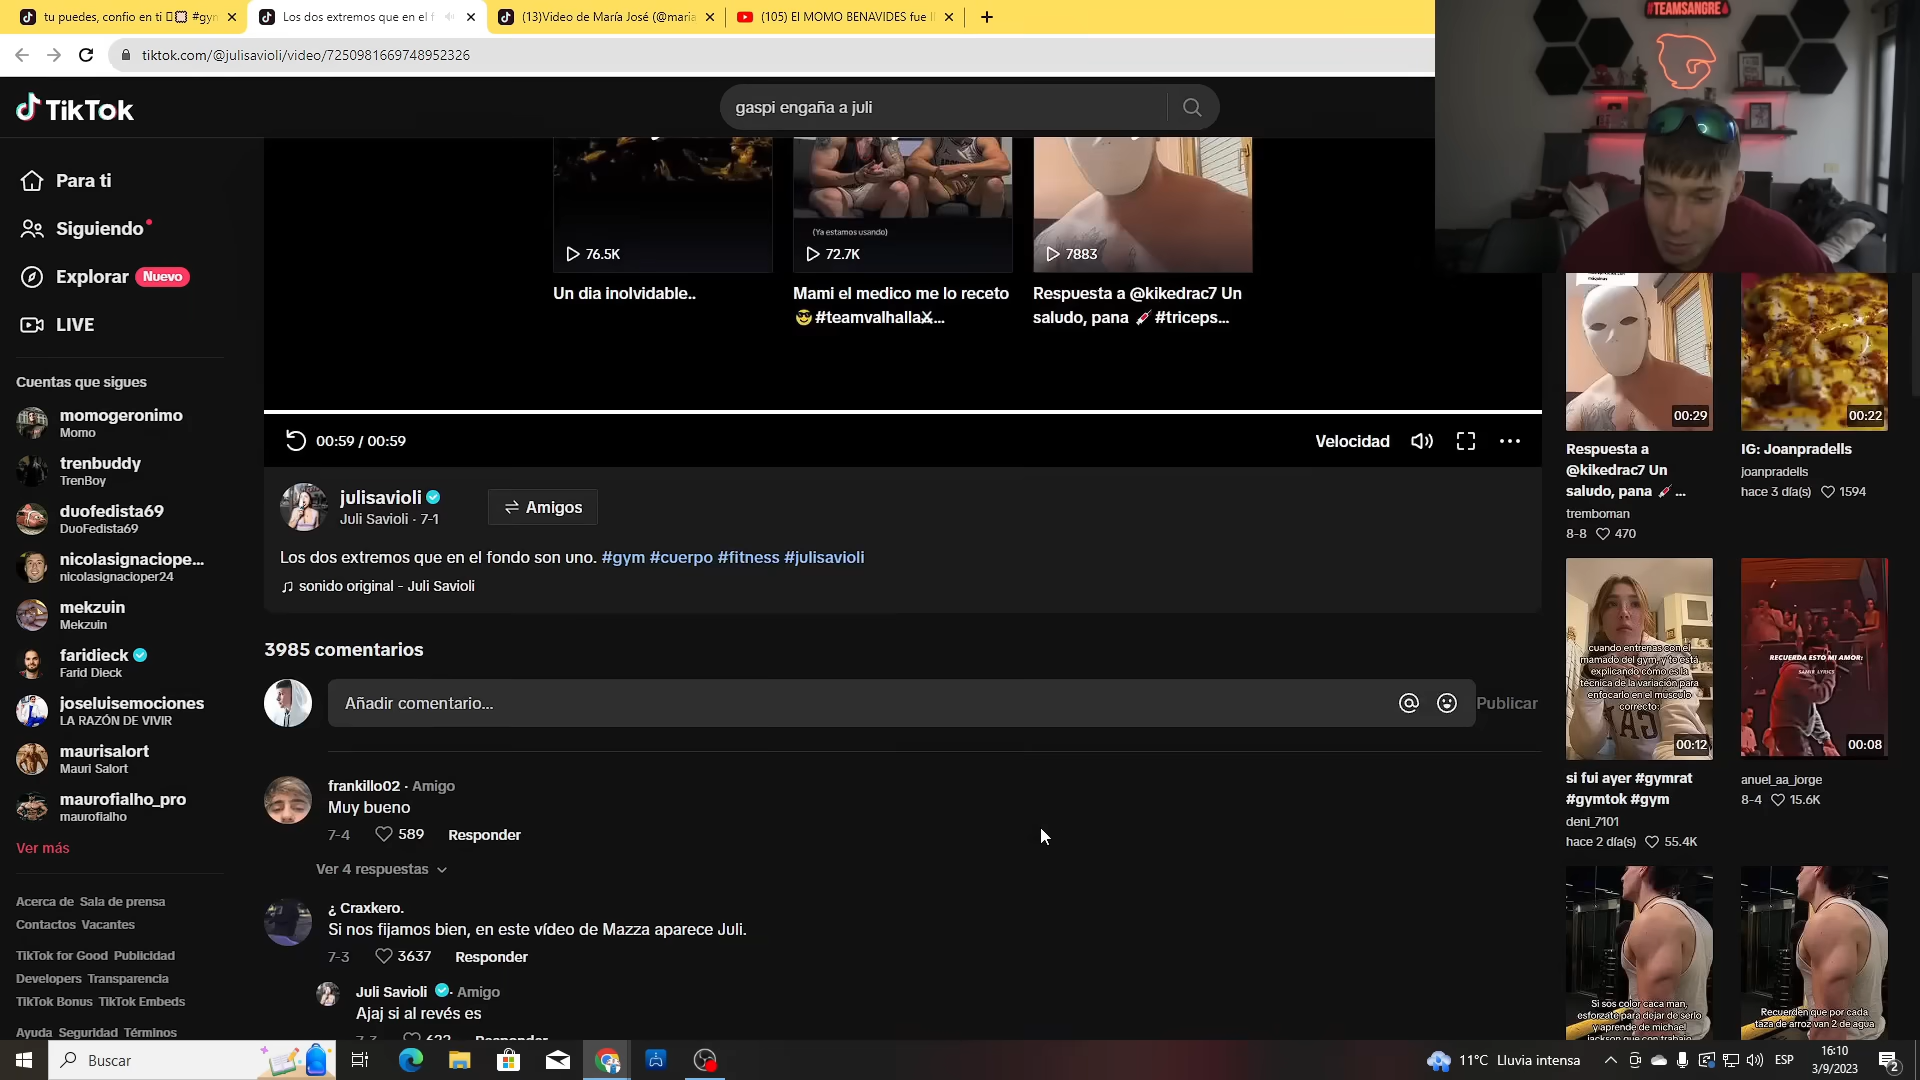 tu puedes, confio en ti
#gyn
Los dos extremos que en el f
(13)Video de María José (@maria
(105) El MOMO BENAVIDES fue l
tiktok.com/@julisavioli/video/7250981669748952326
#TEAMSANGRE
TikTok
gaspi engaña a juli
Para ti
Siguiendo
Explorar Nuevo
LIVE
Cuentas que sigues
momogeronimo
Momo
trenbuddy
TrenBoy
duofedista69
DuoFedista69
nicolasignaciope...
nicolasignacioper24
mekzuin
Mekzuin
faridieck
Farid Dieck
joseluisemociones
LA RAZÓN DE VIVIR
maurisalort
Mauri Salort
maurofialho_pro
maurofialho
Ver más
Acerca de Sala de prensa
Contactos Vacantes
TikTok for Good Publicidad
Developers Transparencia
TikTok Bonus TikTok Embeds
Ayuda Seguridad Términos
76.5K
Un dia inolvidable..
(Ya estamos usando)
72.7K
Mami el medico me lo receto
😎 #teamvalhalla⚔...
7883
Respuesta a @kikedrac7 Un
saludo, pana 💉 #triceps...
00:59 / 00:59
Velocidad
julisavioli
Juli Savioli · 7-1
Amigos
Los dos extremos que en el fondo son uno. #gym #cuerpo #fitness #julisavioli
♫ sonido original - Juli Savioli
3985 comentarios
Añadir comentario...
Publicar
frankillo02 · Amigo
Muy bueno
7-4 589 Responder
Ver 4 respuestas
¿ Craxkero.
Si nos fijamos bien, en este vídeo de Mazza aparece Juli.
7-3 3637 Responder
Juli Savioli · Amigo
Ajaj si al revés es
7-3 622 Responder
00:29
Respuesta a
@kikedrac7 Un
saludo, pana 💉 ...
tremboman
8-8 470
00:22
IG: Joanpradells
joanpradells
hace 3 día(s) 1594
cuando entrenas con el
mamado del gym, y te está
explicando cómo es la
técnica de la variación para
enfocarlo en el músculo
correcto:
00:12
si fui ayer #gymrat
#gymtok #gym
deni_7101
hace 2 día(s) 55.4K
RECUERDA ESTO MI AMOR:
00:08
anuel_aa_jorge
8-4 15.6K
Si sos color caca man,
esforzate para dejar de serlo
y aprende de michael
jackson que con trabajo
Recuerden que por cada
taza de arroz van 2 de agua
Buscar
11°C Lluvia intensa
ESP
16:10
3/9/2023
2